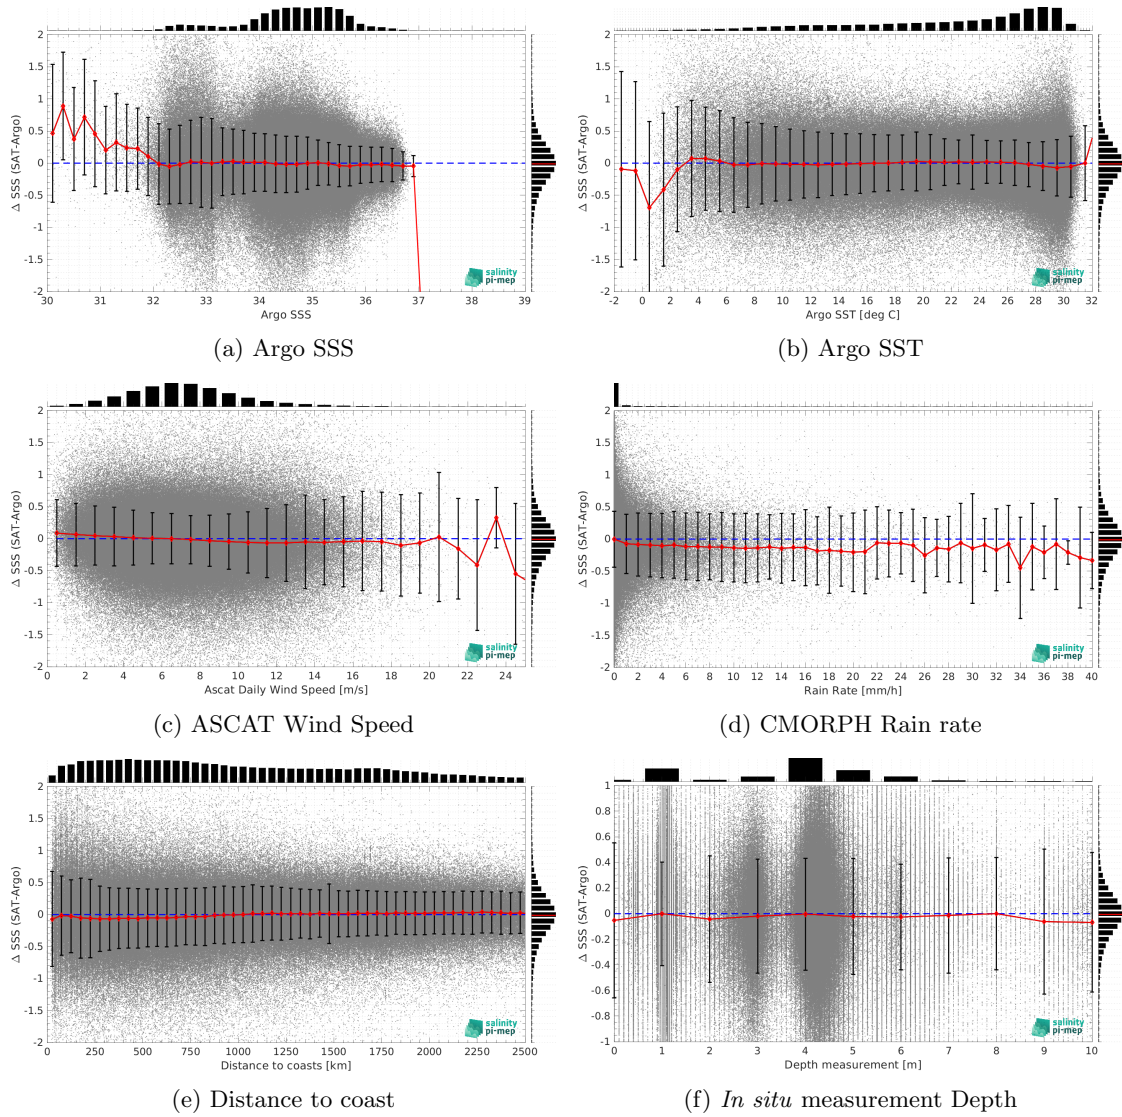 2
1.5
1
0.5
0
-0.5
-1
-1.5
-2
Δ SSS (SAT-Argo)
30 31 32 33 34 35 36 37 38 39
Argo SSS
salinity
pi-mep
(a) Argo SSS
2
1.5
1
0.5
0
-0.5
-1
-1.5
-2
Δ SSS (SAT-Argo)
-2 0 2 4 6 8 10 12 14 16 18 20 22 24 26 28 30 32
Argo SST [deg C]
salinity
pi-mep
(b) Argo SST
2
1.5
1
0.5
0
-0.5
-1
-1.5
-2
Δ SSS (SAT-Argo)
0 2 4 6 8 10 12 14 16 18 20 22 24
Ascat Daily Wind Speed [m/s]
salinity
pi-mep
(c) ASCAT Wind Speed
2
1.5
1
0.5
0
-0.5
-1
-1.5
-2
Δ SSS (SAT-Argo)
0 2 4 6 8 10 12 14 16 18 20 22 24 26 28 30 32 34 36 38 40
Rain Rate [mm/h]
salinity
pi-mep
(d) CMORPH Rain rate
2
1.5
1
0.5
0
-0.5
-1
-1.5
-2
Δ SSS (SAT-Argo)
0 250 500 750 1000 1250 1500 1750 2000 2250 2500
Distance to coasts [km]
salinity
pi-mep
(e) Distance to coast
1
0.8
0.6
0.4
0.2
0
-0.2
-0.4
-0.6
-0.8
-1
Δ SSS (SAT-Argo)
0 1 2 3 4 5 6 7 8 9 10
Depth measurement [m]
salinity
pi-mep
(f) In situ measurement Depth